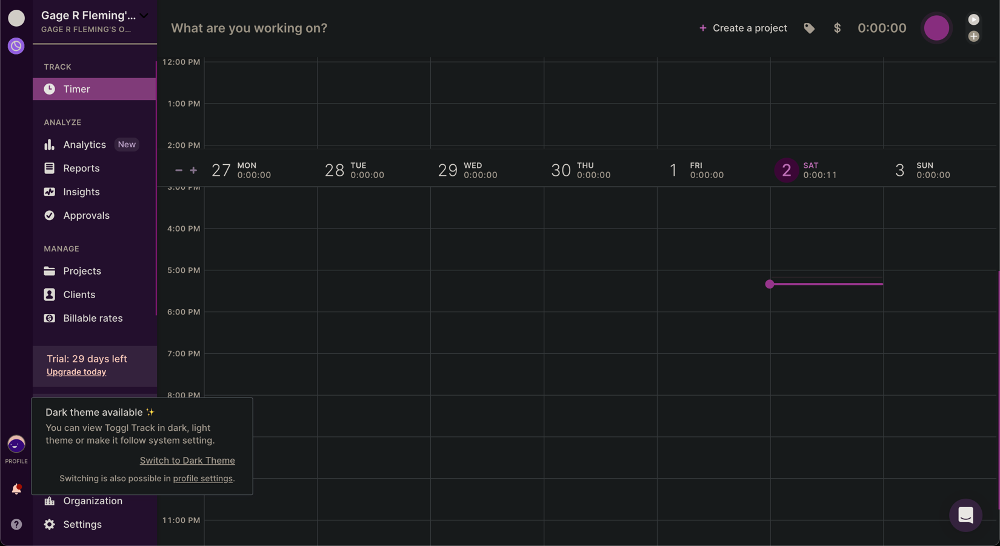 Gage R Fleming'...
GAGE R FLEMING'S O...
What are you working on?
+ Create a project
$
0:00:00
TRACK
Timer
ANALYZE
Analytics New
Reports
Insights
Approvals
MANAGE
Projects
Clients
Billable rates
Trial: 29 days left
Upgrade today
Dark theme available ✨
You can view Toggl Track in dark, light
theme or make it follow system setting.
Switch to Dark Theme
Switching is also possible in profile settings.
PROFILE
Organization
?
Settings
12:00 PM
1:00 PM
2:00 PM
− +
27 MON 0:00:00
28 TUE 0:00:00
29 WED 0:00:00
30 THU 0:00:00
1 FRI 0:00:00
2 SAT 0:00:11
3 SUN 0:00:00
3:00 PM
4:00 PM
5:00 PM
6:00 PM
7:00 PM
8:00 PM
11:00 PM